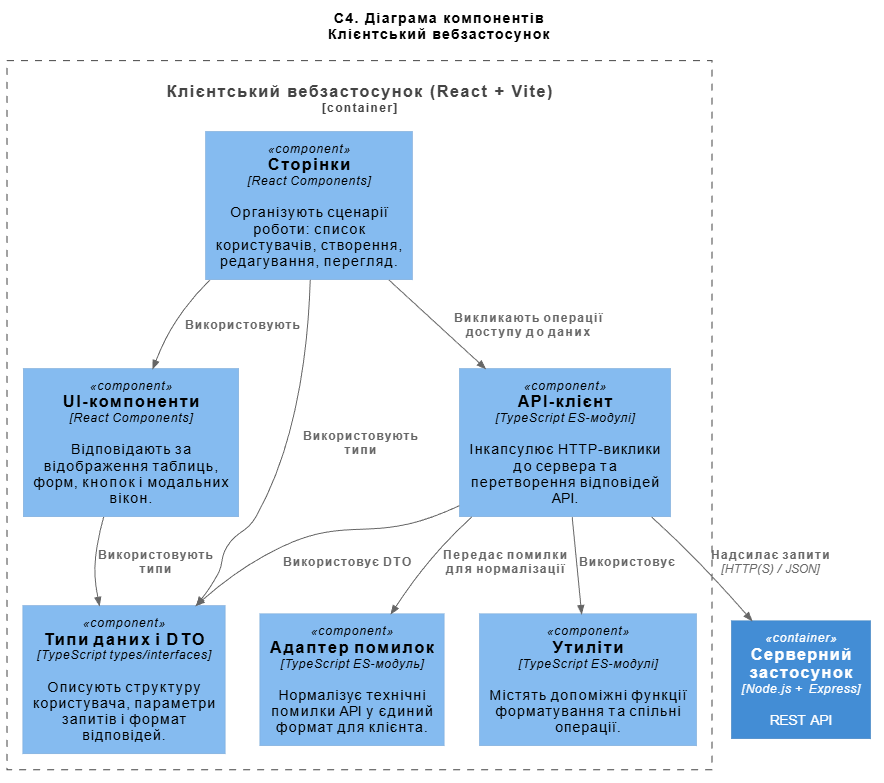 С4. Діаграма компонентів
Клієнтський вебзастосунок
Клієнтський вебзастосунок (React + Vite)
[container]
«component»
Сторінки
[React Components]
Організують сценарії
роботи: список
користувачів, створення,
редагування, перегляд.
Використовують
Викликають операції
доступу до даних
«component»
UI-компоненти
[React Components]
Відповідають за
відображення таблиць,
форм, кнопок і модальних
вікон.
Використовують
типи
«component»
API-клієнт
[TypeScript ES-модулі]
Інкапсулює HTTP-виклики
до сервера та
перетворення відповідей
API.
Використовують
типи
Використовує DTO
Передає помилки
для нормалізації
Використовує
Надсилає запити
[HTTP(S) / JSON]
«component»
Типи даних і DTO
[TypeScript types/interfaces]
Описують структуру
користувача, параметри
запитів і формат
відповідей.
«component»
Адаптер помилок
[TypeScript ES-модуль]
Нормалізує технічні
помилки API у єдиний
формат для клієнта.
«component»
Утиліти
[TypeScript ES-модулі]
Містять допоміжні функції
форматування та спільні
операції.
«container»
Серверний
застосунок
[Node.js + Express]
REST API